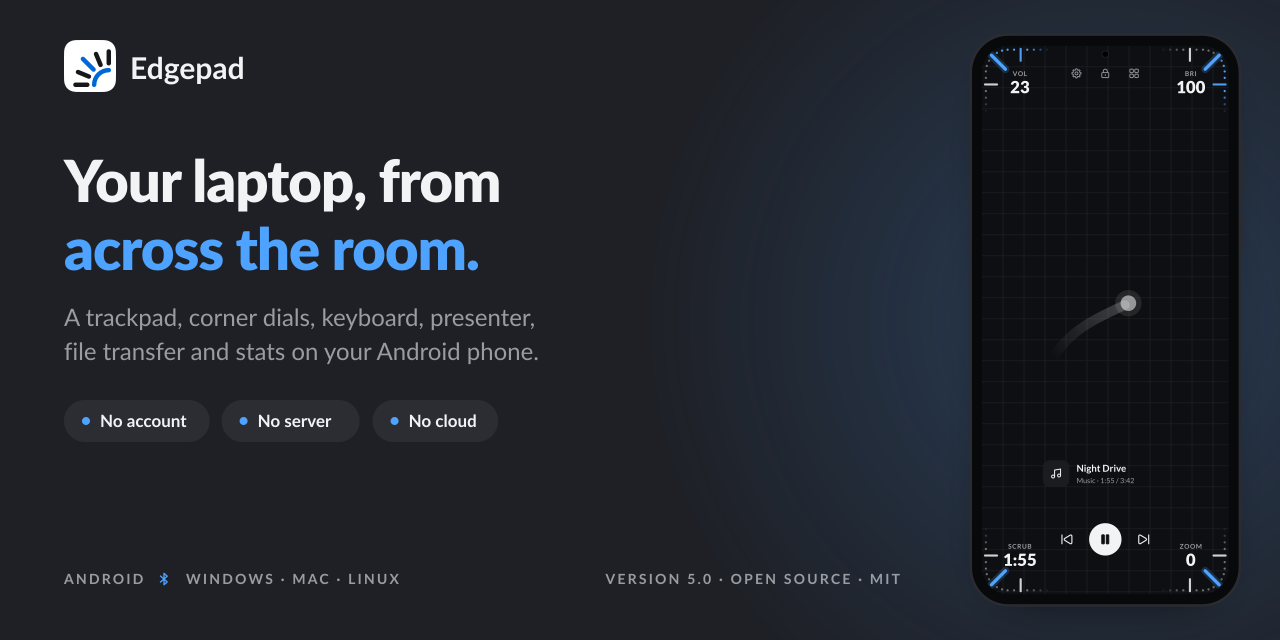 Edgepad
Your laptop, from
across the room.
A trackpad, corner dials, keyboard, presenter,
file transfer and stats on your Android phone.
No account
No server
No cloud
ANDROID WINDOWS · MAC · LINUX
VERSION 5.0 · OPEN SOURCE · MIT
VOL
23
BRI
100
Night Drive
Music · 1:55 / 3:42
SCRUB
1:55
ZOOM
0